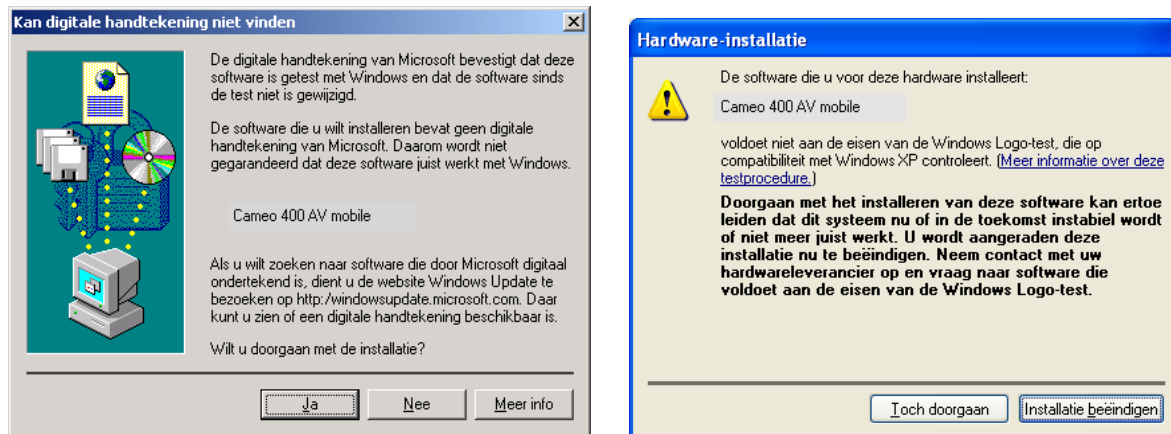 Kan digitale handtekening niet vinden
De digitale handtekening van Microsoft bevestigt dat deze
software is getest met Windows en dat de software sinds
de test niet is gewijzigd.
De software die u wilt installeren bevat geen digitale
handtekening van Microsoft. Daarom wordt niet
gegarandeerd dat deze software juist werkt met Windows.
Cameo 400 AV mobile
Als u wilt zoeken naar software die door Microsoft digitaal
ondertekend is, dient u de website Windows Update te
bezoeken op http:/windowsupdate.microsoft.com. Daar
kunt u zien of een digitale handtekening beschikbaar is.
Wilt u doorgaan met de installatie?
Ja
Nee
Meer info
Hardware-installatie
De software die u voor deze hardware installeert:
Cameo 400 AV mobile
voldoet niet aan de eisen van de Windows Logo-test, die op
compatibiliteit met Windows XP controleert. (Meer informatie over deze
testprocedure.)
Doorgaan met het installeren van deze software kan ertoe
leiden dat dit systeem nu of in de toekomst instabiel wordt
of niet meer juist werkt. U wordt aangeraden deze
installatie nu te beëindigen. Neem contact met uw
hardwareleverancier op en vraag naar software die
voldoet aan de eisen van de Windows Logo-test.
Toch doorgaan
Installatie beëindigen